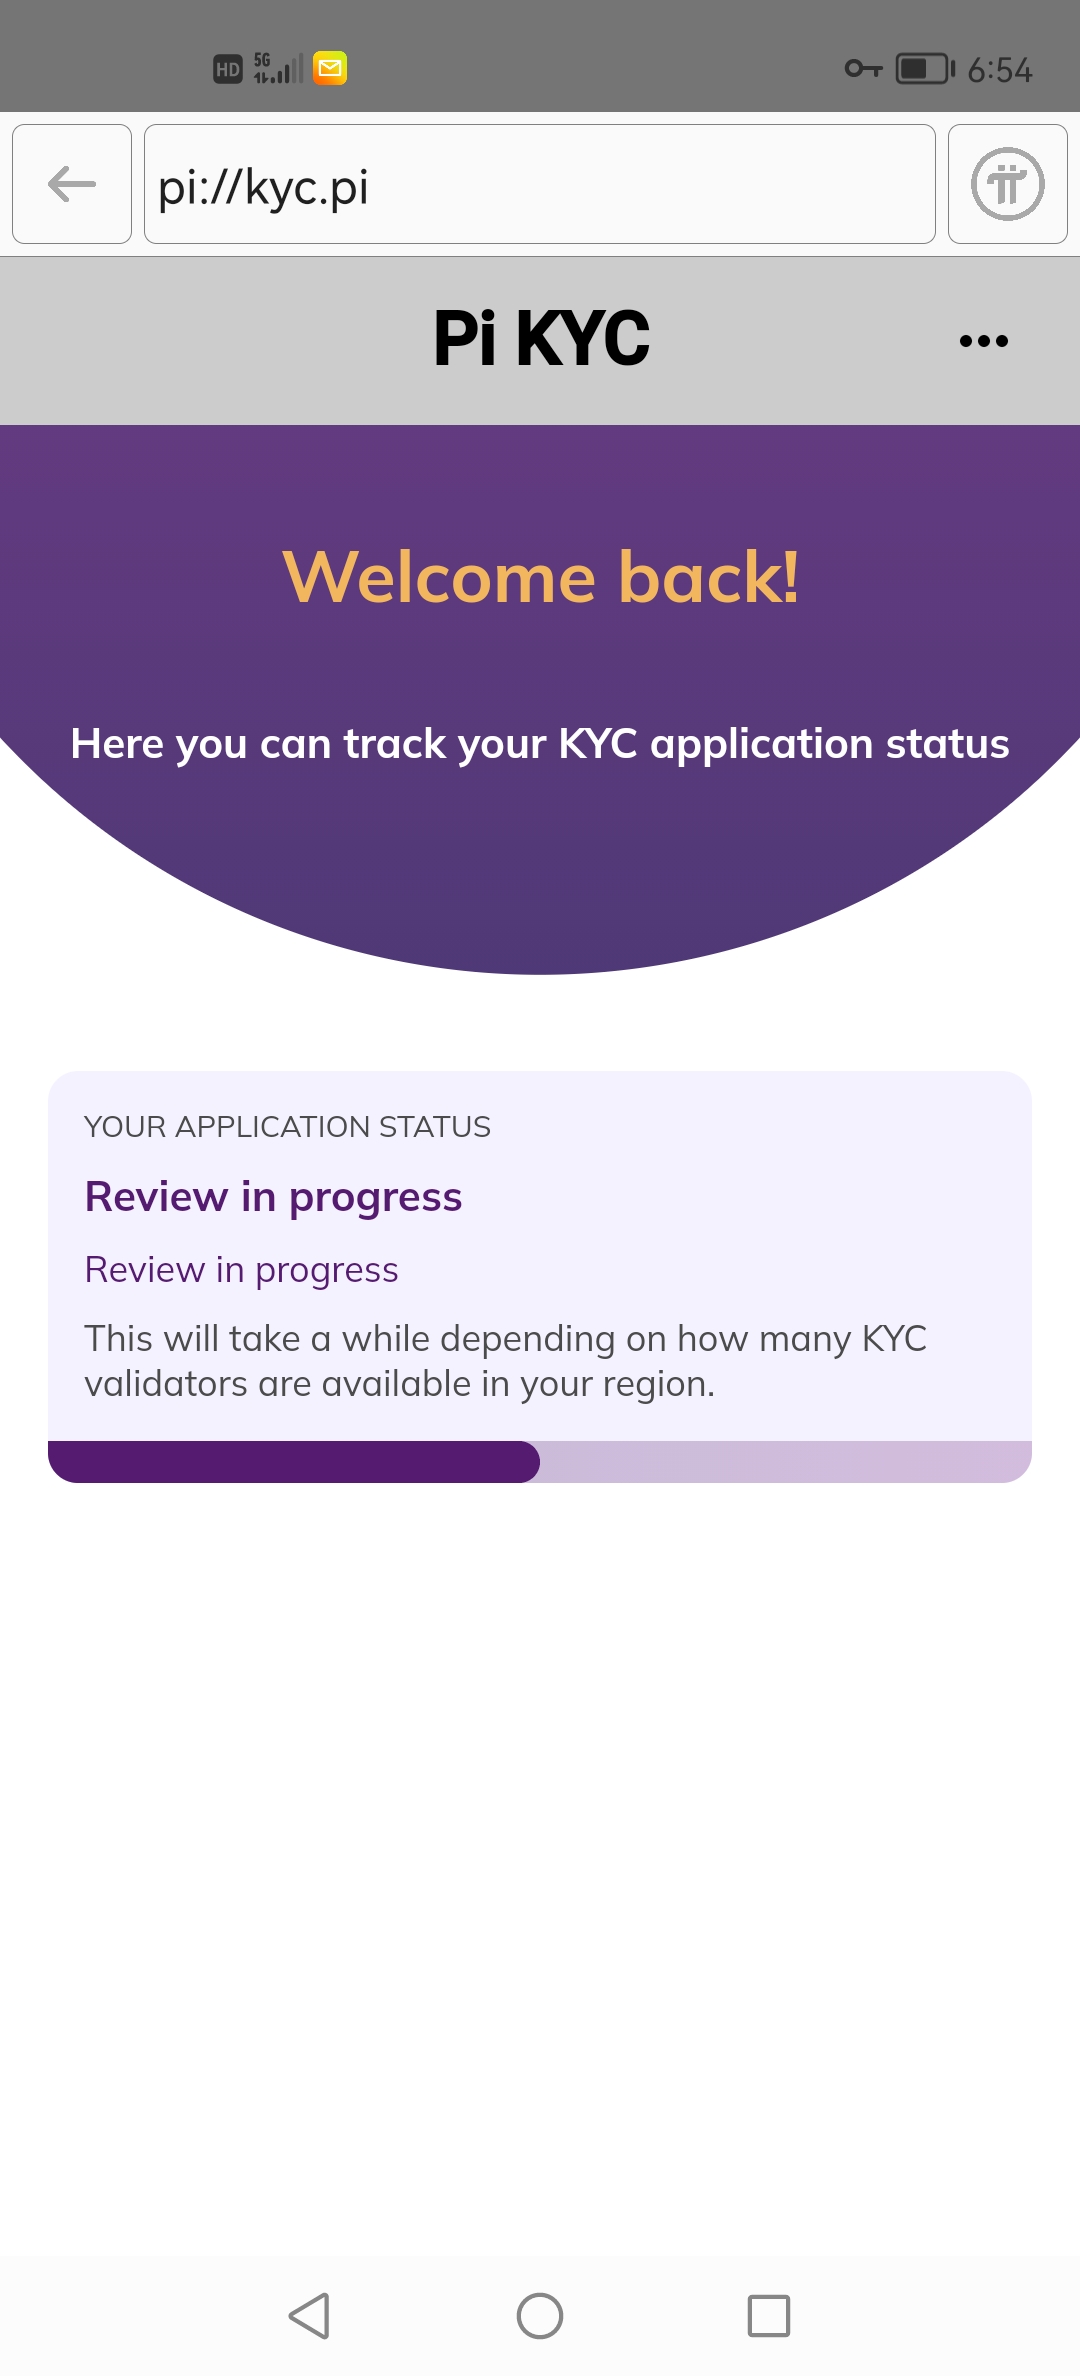 HD 5G 6:54
pi://kyc.pi
Pi KYC
Welcome back!
Here you can track your KYC application status
YOUR APPLICATION STATUS
Review in progress
Review in progress
This will take a while depending on how many KYC
validators are available in your region.